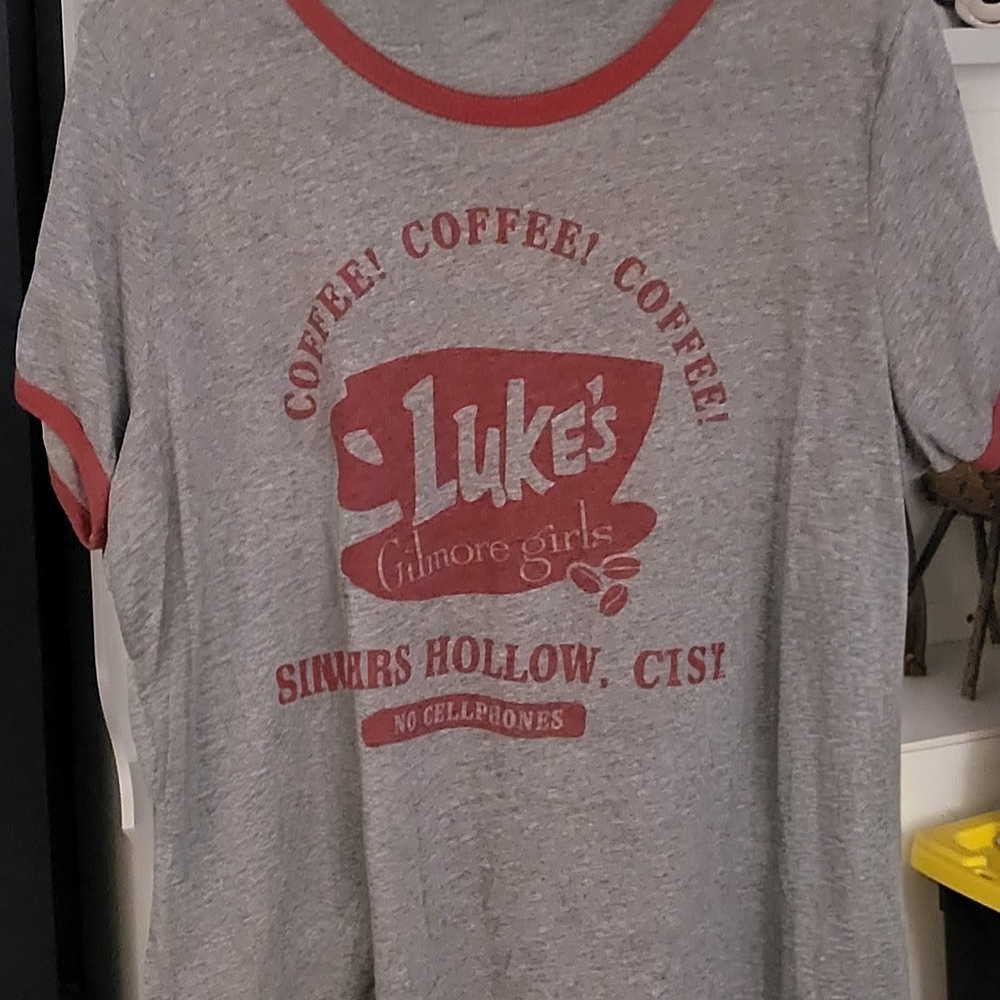 COFFEE! COFFEE! COFFEE!
LUKE'S
Gilmore girls
HOLLOW,
NO CELLPHONES